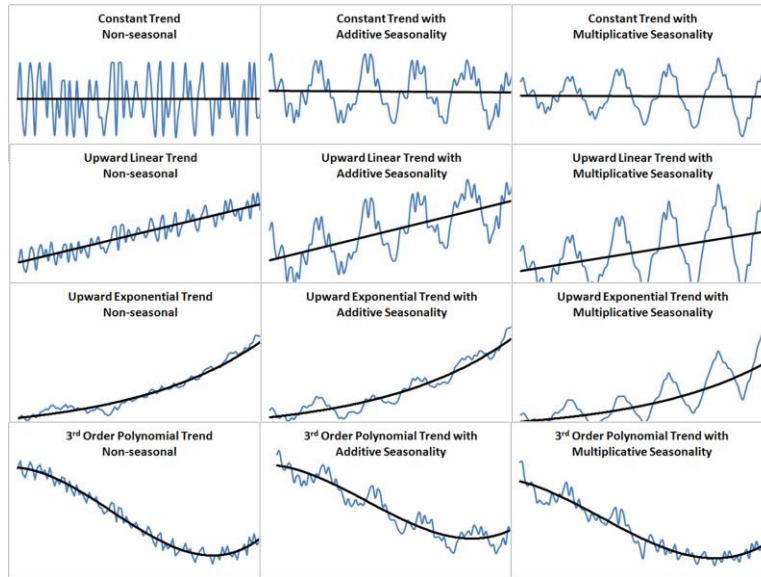 Constant Trend
Non-seasonal
Constant Trend with
Additive Seasonality
Constant Trend with
Multiplicative Seasonality
Upward Linear Trend
Non-seasonal
Upward Linear Trend with
Additive Seasonality
Upward Linear Trend with
Multiplicative Seasonality
Upward Exponential Trend
Non-seasonal
Upward Exponential Trend with
Additive Seasonality
Upward Exponential Trend with
Multiplicative Seasonality
3rd Order Polynomial Trend
Non-seasonal
3rd Order Polynomial Trend with
Additive Seasonality
3rd Order Polynomial Trend with
Multiplicative Seasonality